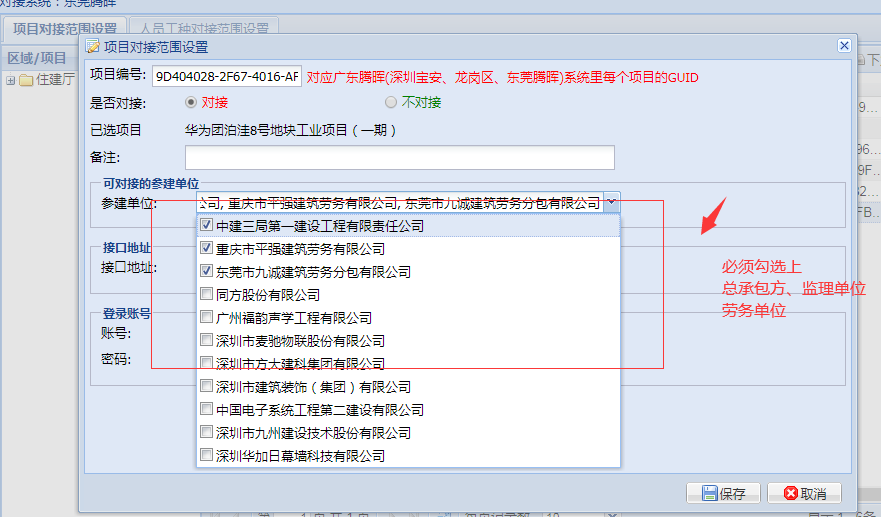 对接系统：东莞腾晖
项目对接范围设置
人员工种对接范围设置
区域/项目
住建厅
项目对接范围设置
项目编号:
9D404028-2F67-4016-AF
对应广东腾晖(深圳宝安、龙岗区、东莞腾晖)系统里每个项目的GUID
是否对接:
对接
不对接
已选项目
华为团泊洼8号地块工业项目（一期）
备注:
可对接的参建单位
参建单位:
公司, 重庆市平强建筑劳务有限公司, 东莞市九诚建筑劳务分包有限公司
中建三局第一建设工程有限责任公司
重庆市平强建筑劳务有限公司
东莞市九诚建筑劳务分包有限公司
同方股份有限公司
广州福韵声学工程有限公司
深圳市麦驰物联股份有限公司
深圳市方大建科集团有限公司
深圳市建筑装饰（集团）有限公司
中国电子系统工程第二建设有限公司
深圳市九州建设技术股份有限公司
深圳华加日幕墙科技有限公司
接口地址
接口地址:
登录账号
账号:
密码:
必须勾选上
总承包方、监理单位
劳务单位
保存
取消